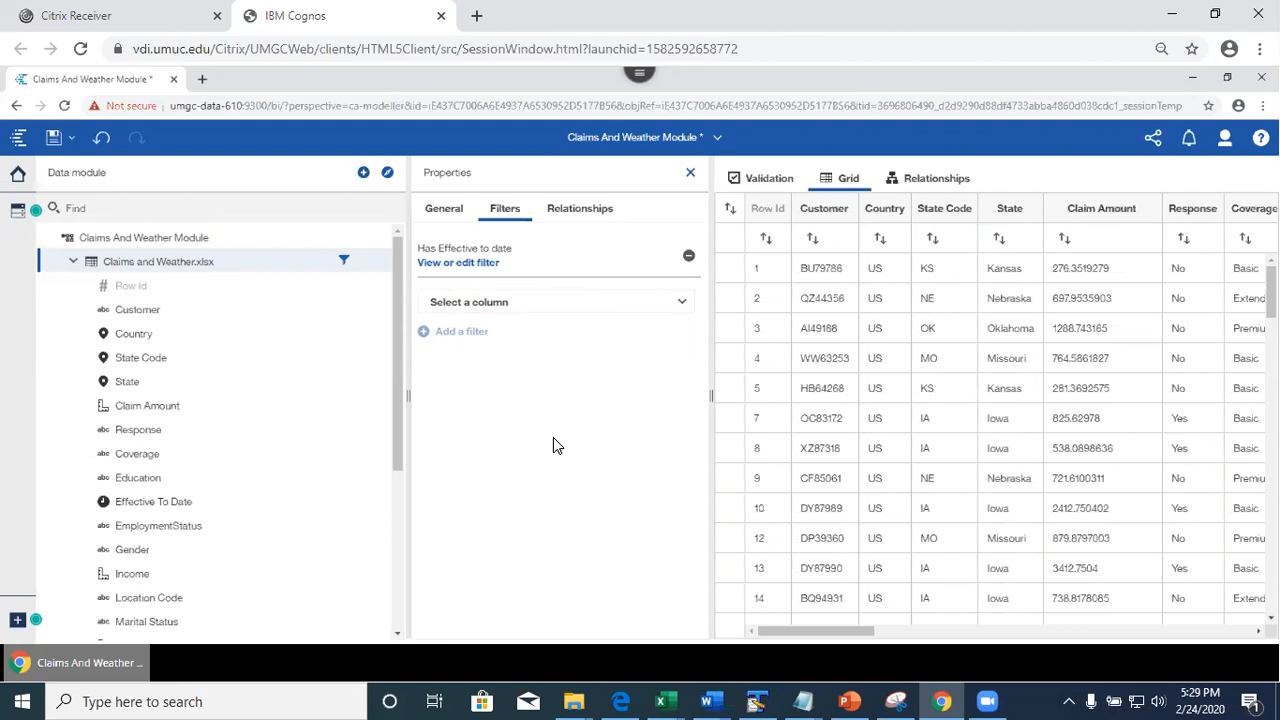 Citrix Receiver
IBM Cognos
vdi.umuc.edu/Citrix/UMGCWeb/clients/HTML5Client/src/SessionWindow.html?launchid=1582592658772
Claims And Weather Module *
Not secure
umgc-data-610:9300/bi/?perspective=ca-modeller&id=iE437C7006A6E4937A6530952D5177B56&objRef=iE437C7006A6E4937A6530952D5177B56&tid=3696806490_d2d9290d88df4733abba4860d038cdc1_sessionTemp
Claims And Weather Module *
Data module
Find
Claims And Weather Module
Claims and Weather.xlsx
# Row Id
abc Customer
Country
State Code
State
Claim Amount
abc Response
abc Coverage
abc Education
Effective To Date
abc EmploymentStatus
abc Gender
Income
abc Location Code
abc Marital Status
Properties
General Filters Relationships
Has Effective to date
View or edit filter
Select a column
Add a filter
Validation Grid Relationships
Row Id Customer Country State Code State Claim Amount Response Coverage
1 BU79786 US KS Kansas 276.3519279 No Basic
2 QZ44356 US NE Nebraska 697.9535903 No Extend
3 AI49188 US OK Oklahoma 1288.743165 No Premiu
4 WW63253 US MO Missouri 764.5861827 No Basic
5 HB64268 US KS Kansas 281.3692575 No Basic
7 OC83172 US IA Iowa 825.62978 Yes Basic
8 XZ87318 US IA Iowa 538.0898636 Yes Basic
9 CF85061 US NE Nebraska 721.6100311 No Premiu
10 DY87989 US IA Iowa 2412.750402 Yes Basic
12 DP39360 US MO Missouri 879.8797003 No Premiu
13 DY87990 US IA Iowa 3412.7504 Yes Basic
14 BQ94931 US IA Iowa 738.8178085 No Extend
Claims And Weather ...
Type here to search
5:29 PM
2/24/2020